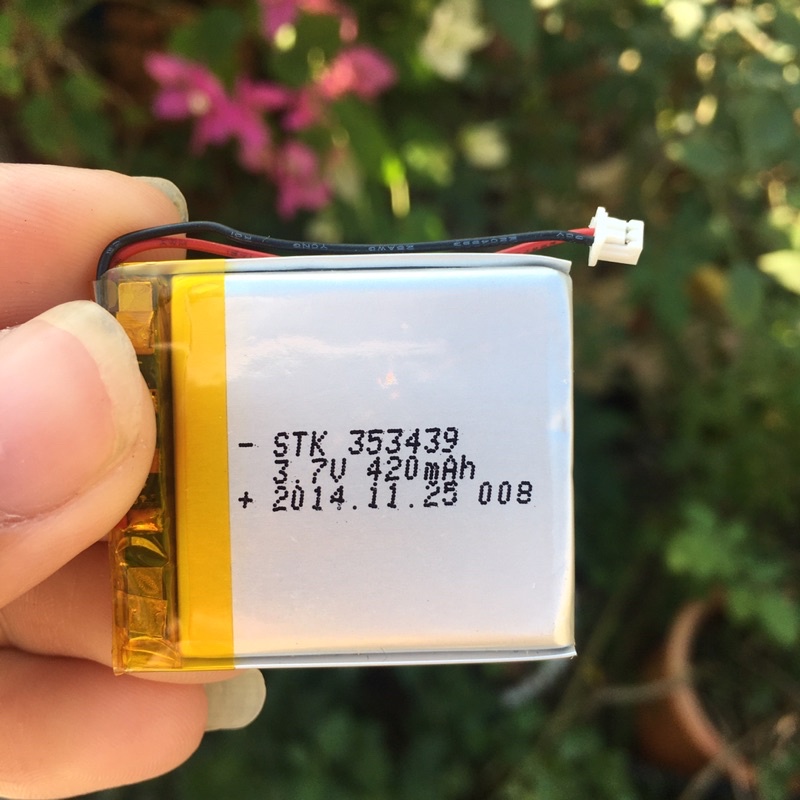 - STK 353439
3.7V 420mAh
+ 2014.11.25 008